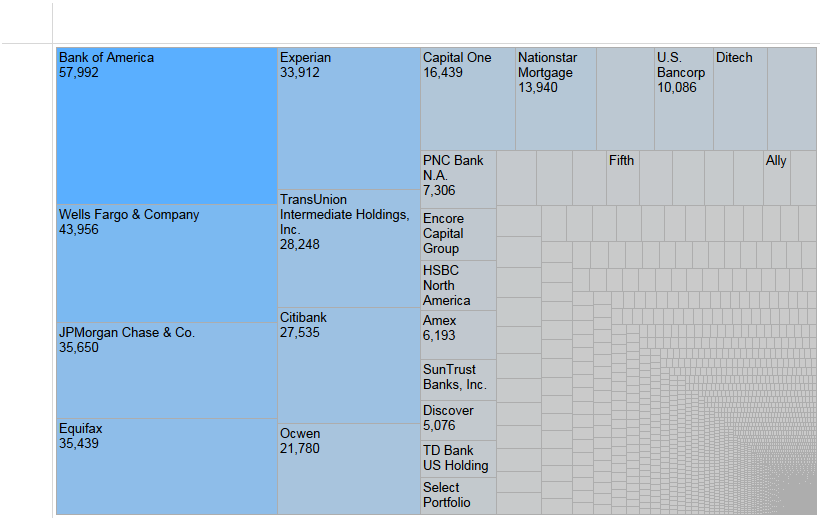 Bank of America
57,992
Wells Fargo & Company
43,956
JPMorgan Chase & Co.
35,650
Equifax
35,439
Experian
33,912
TransUnion
Intermediate Holdings,
Inc.
28,248
Citibank
27,535
Ocwen
21,780
Capital One
16,439
Nationstar
Mortgage
13,940
U.S.
Bancorp
10,086
Ditech
PNC Bank
N.A.
7,306
Encore
Capital
Group
HSBC
North
America
Amex
6,193
SunTrust
Banks, Inc.
Discover
5,076
TD Bank
US Holding
Select
Portfolio
Fifth
Ally